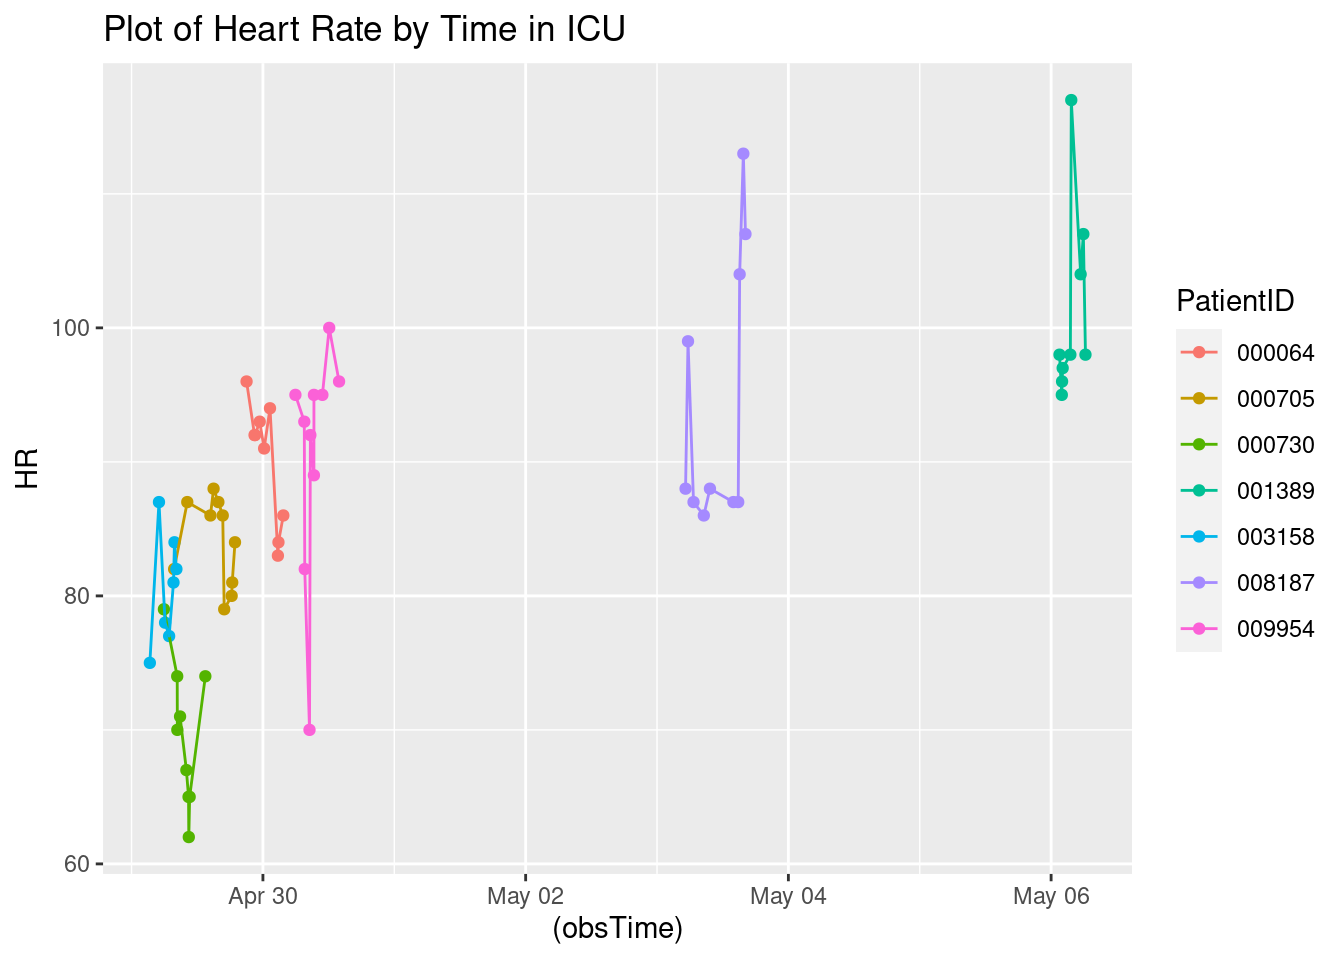 Plot of Heart Rate by Time in ICU
HR
100
80
60
Apr 30
May 02
May 04
May 06
(obsTime)
PatientID
000064
000705
000730
001389
003158
008187
009954